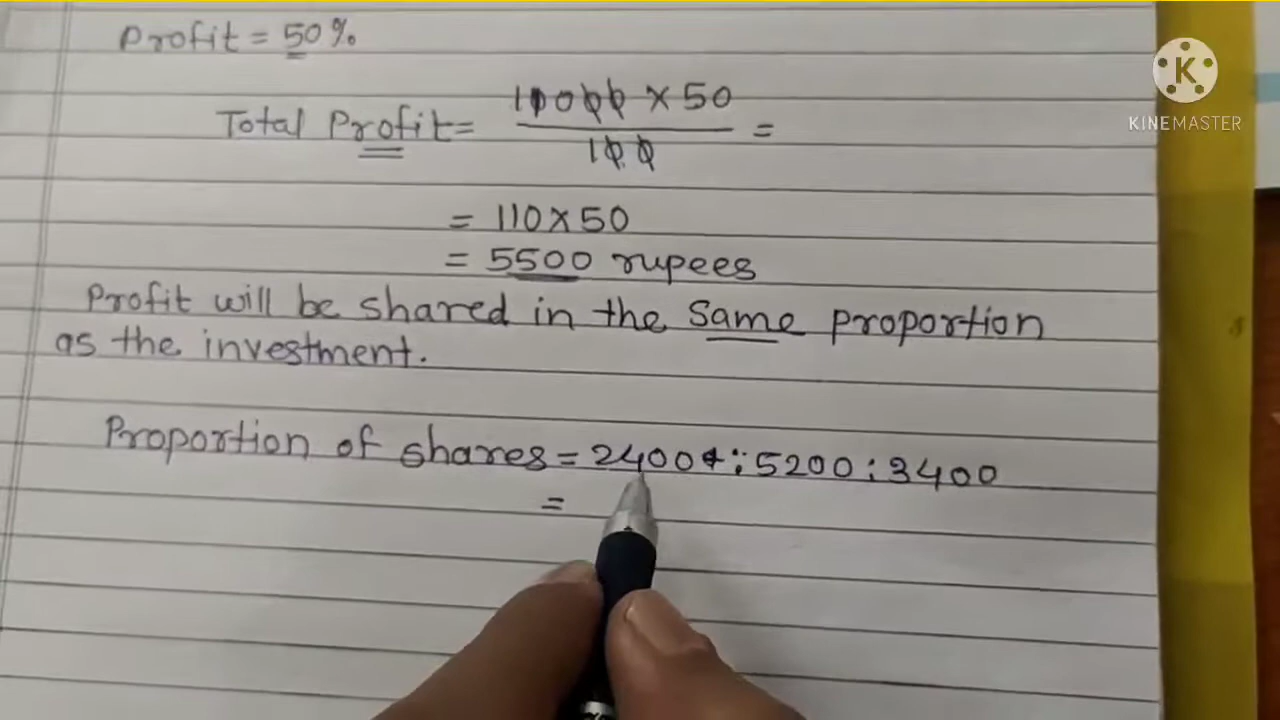 Profit = 50%
Total Profit = 11000 × 50 =
100
= 110 × 50
= 5500 rupees
Profit will be shared in the same proportion
as the investment.
Proportion of shares = 2400 : 5200 : 3400
=
K
KINEMASTER